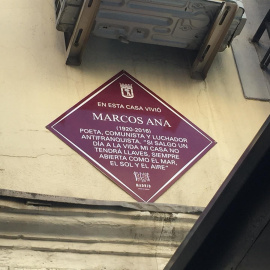 EN ESTA CASA VIVIÓ
MARCOS ANA
(1920-2016)
POETA, COMUNISTA Y LUCHADOR
ANTIFRANQUISTA, "SI SALGO UN
DÍA A LA VIDA MI CASA NO
TENDRÁ LLAVES, SIEMPRE
ABIERTA COMO EL MAR,
EL SOL Y EL AIRE"
MADRID